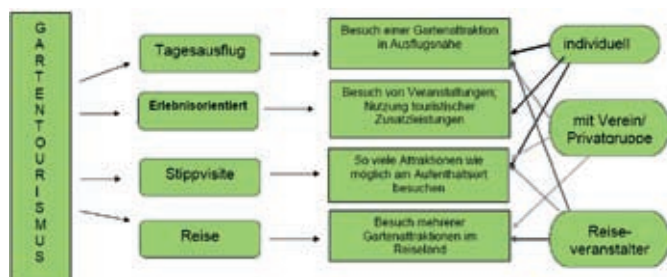 GARTENTOURISMUS
Tagesausflug
Besuch einer Gartenattraktion
in Ausflugsnähe
individuell
Erlebnisorientiert
Besuch von Veranstaltungen;
Nutzung touristischer
Zusatzleistungen
mit Verein/
Privatgruppe
Stippvisite
So viele Attraktionen wie
möglich am Aufenthaltsort
besuchen
Reise
Besuch mehrerer
Gartenattraktionen im
Reiseland
Reise-
veranstalter